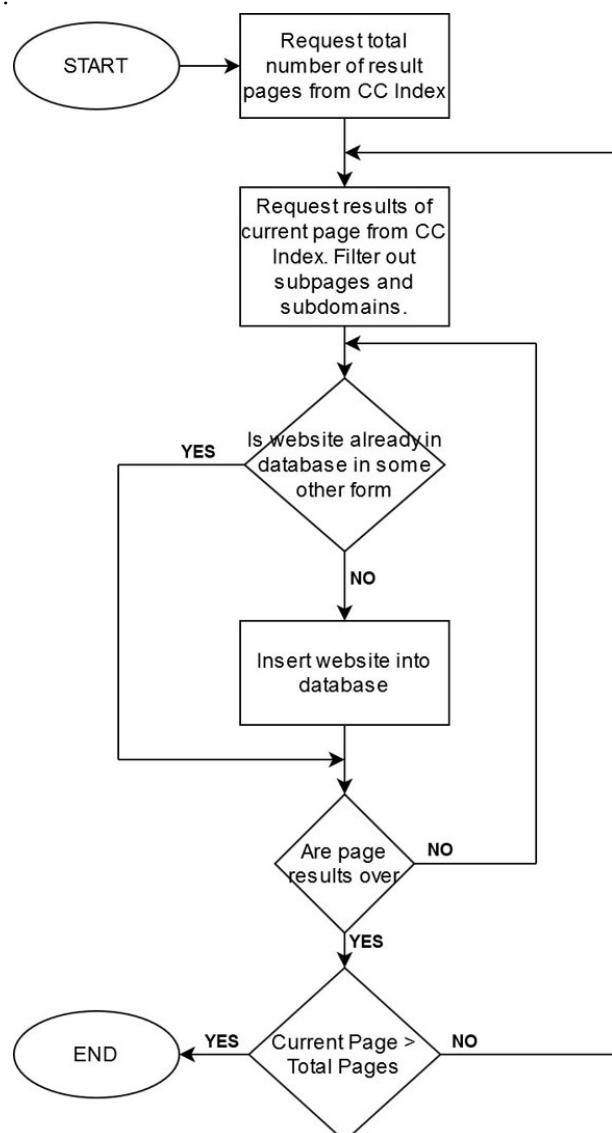 .
START
Request total
number of result
pages from CC Index
Request results of
current page from CC
Index. Filter out
subpages and
subdomains.
YES
Is website already in
database in some
other form
NO
Insert website into
database
Are page
results over
NO
YES
END
YES
Current Page >
Total Pages
NO